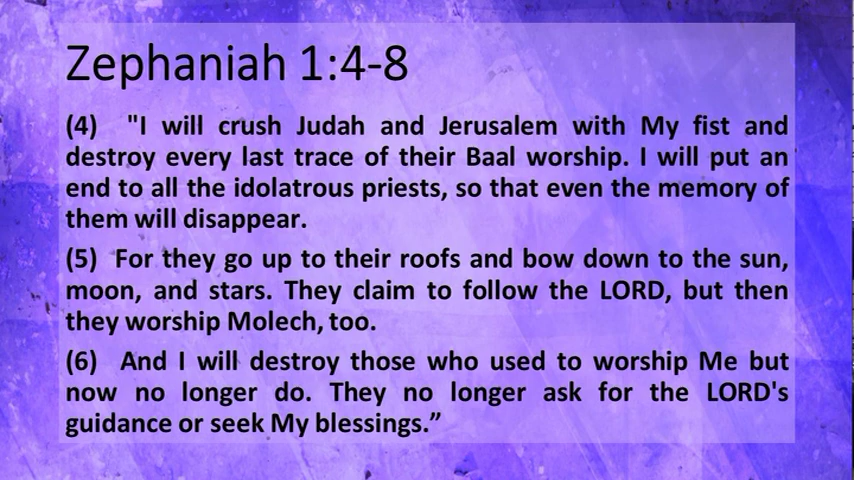 Zephaniah 1:4-8
(4) "I will crush Judah and Jerusalem with My fist and
destroy every last trace of their Baal worship. I will put an
end to all the idolatrous priests, so that even the memory of
them will disappear.
(5) For they go up to their roofs and bow down to the sun,
moon, and stars. They claim to follow the LORD, but then
they worship Molech, too.
(6) And I will destroy those who used to worship Me but
now no longer do. They no longer ask for the LORD's
guidance or seek My blessings.”